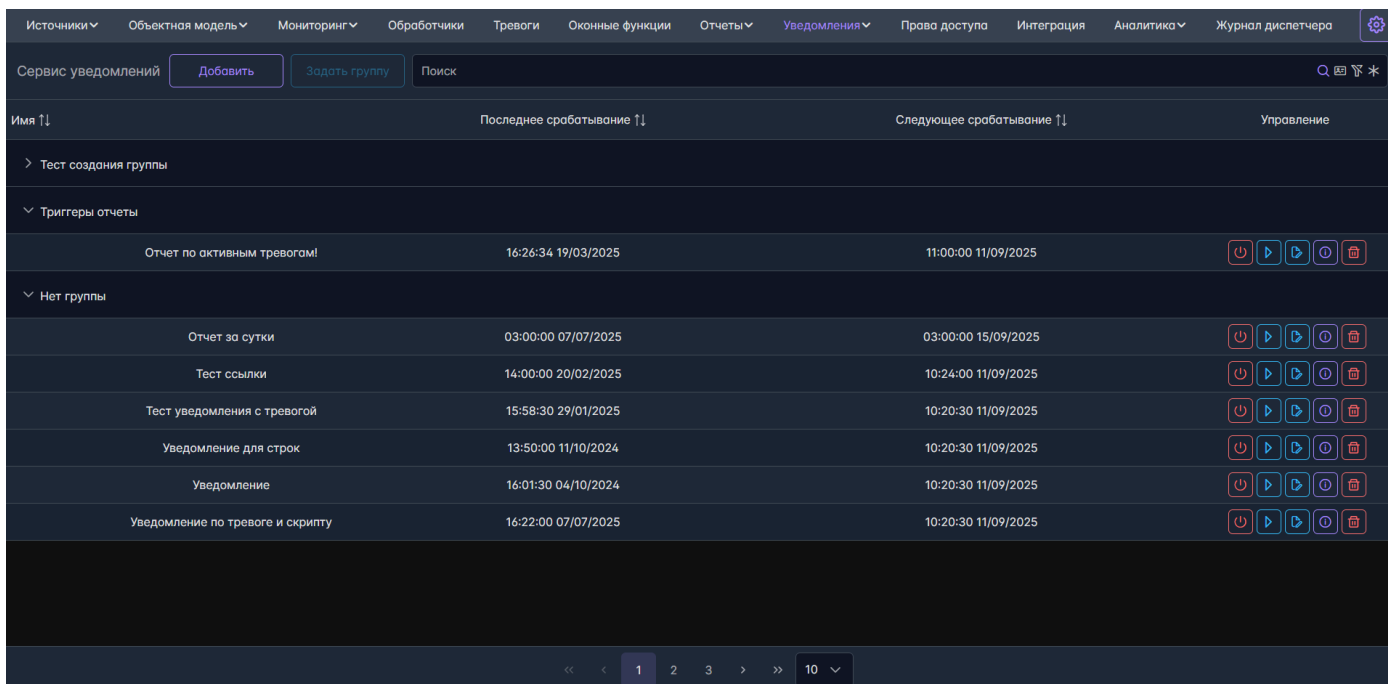 Источники Объектная модель Мониторинг Обработчики Тревоги Оконные функции Отчеты Уведомления Права доступа Интеграция Аналитика Журнал диспетчера
Сервис уведомлений Добавить Задать группу Поиск
Имя Последнее срабатывание Следующее срабатывание Управление
Тест создания группы
Триггеры отчеты
Отчет по активным тревогам! 16:26:34 19/03/2025 11:00:00 11/09/2025
Нет группы
Отчет за сутки 03:00:00 07/07/2025 03:00:00 15/09/2025
Тест ссылки 14:00:00 20/02/2025 10:24:00 11/09/2025
Тест уведомления с тревогой 15:58:30 29/01/2025 10:20:30 11/09/2025
Уведомление для строк 13:50:00 11/10/2024 10:20:30 11/09/2025
Уведомление 16:01:30 04/10/2024 10:20:30 11/09/2025
Уведомление по тревоге и скрипту 16:22:00 07/07/2025 10:20:30 11/09/2025
« ‹ 1 2 3 › » 10